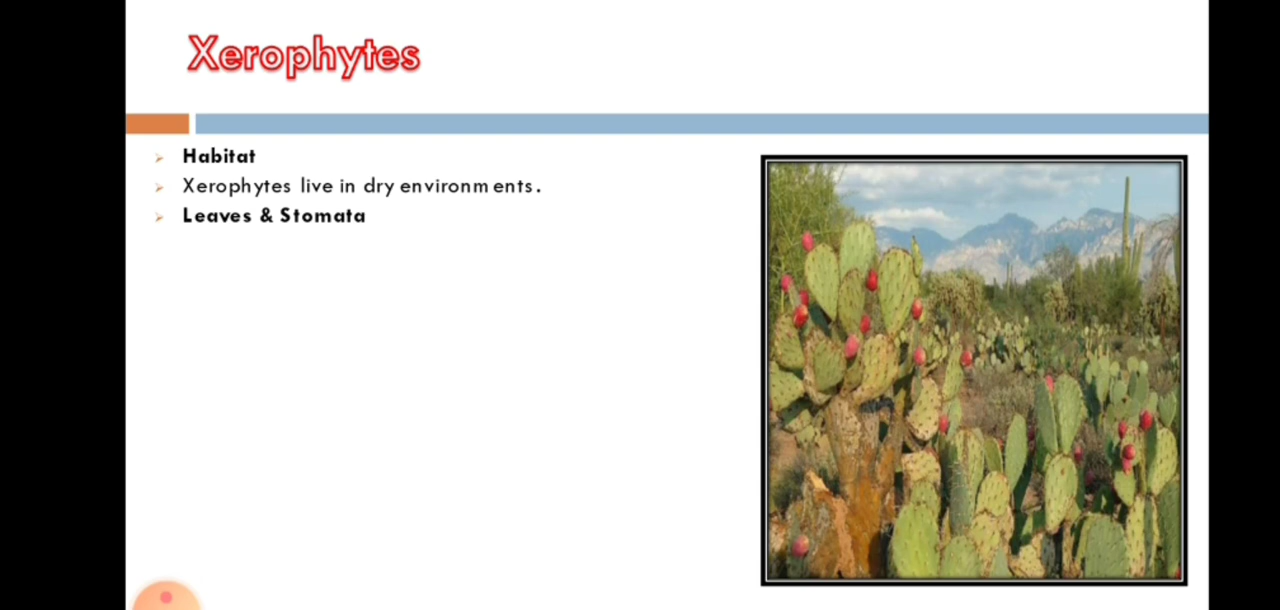 Xerophytes
Habitat
Xerophytes live in dry environments.
Leaves & Stomata